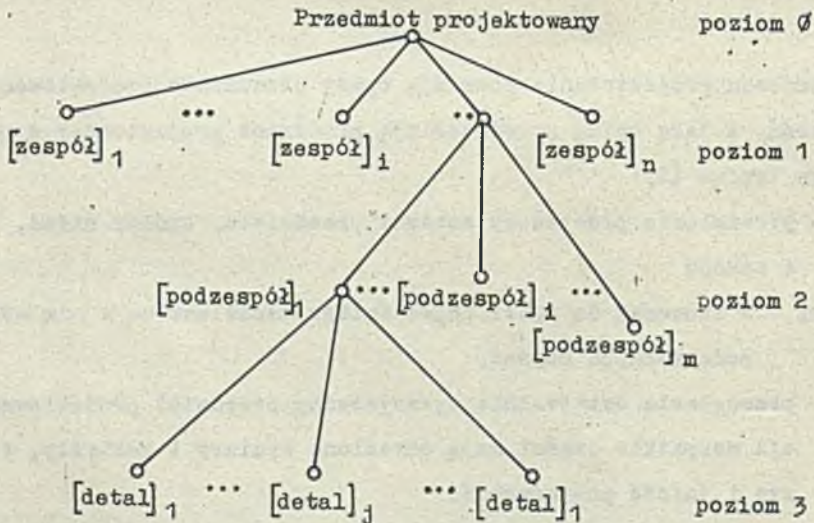 Przedmiot projektowany poziom Ø
... ..
[zespół]₁ [zespół]ᵢ [zespół]ₙ poziom 1
[podzespół]₁ ... [podzespół]ᵢ ... poziom 2
[podzespół]ₘ
[detal]₁ ... [detal]ⱼ ... [detal]₁ poziom 3